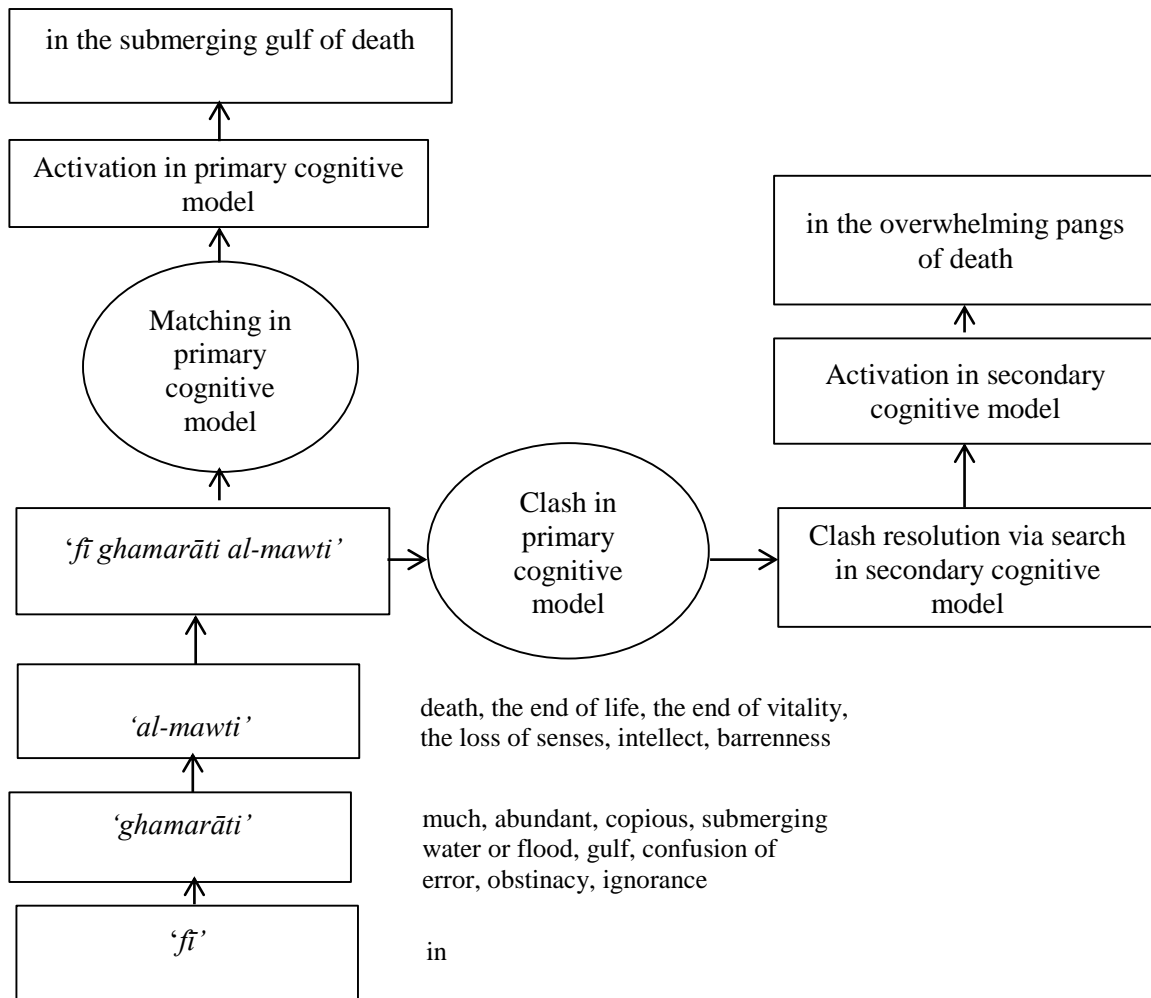 in the submerging gulf of death
Activation in primary cognitive
model
Matching in
primary
cognitive
model
in the overwhelming pangs
of death
Activation in secondary
cognitive model
‘fī ghamarāti al-mawti’
Clash in
primary
cognitive
model
Clash resolution via search
in secondary cognitive
model
‘al-mawti’
death, the end of life, the end of vitality,
the loss of senses, intellect, barrenness
‘ghamarāti’
much, abundant, copious, submerging
water or flood, gulf, confusion of
error, obstinacy, ignorance
‘fī’
in